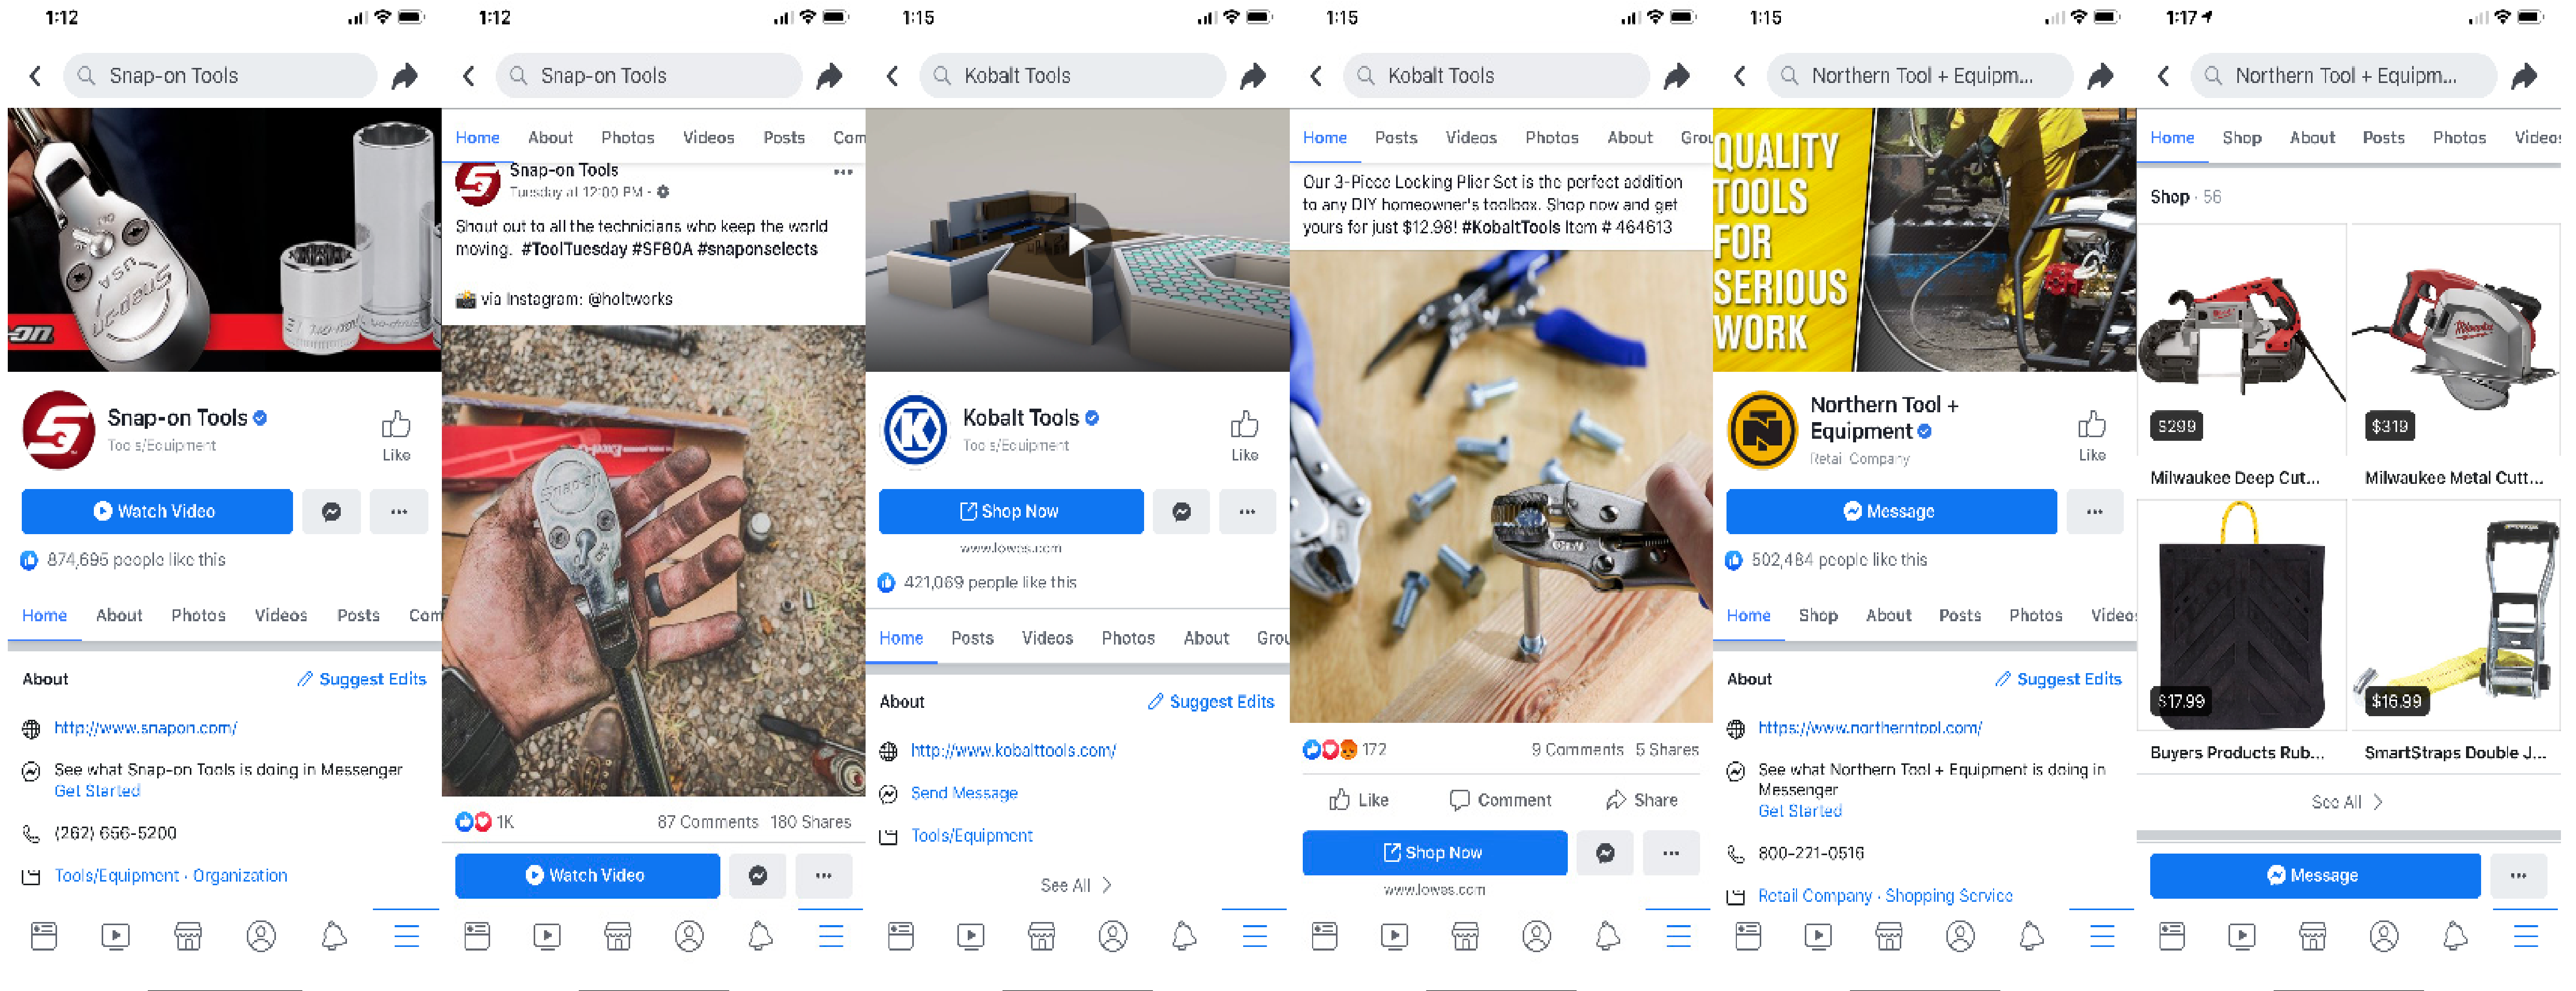 1:12
Snap-on Tools
Snap-on
USA
on
Snap-on Tools
Tools/Equipment
Like
Watch Video
874,695 people like this
Home About Photos Videos Posts Com
About
Suggest Edits
http://www.snapon.com/
See what Snap-on Tools is doing in Messenger
Get Started
(262) 656-5200
Tools/Equipment · Organization
1:12
Snap-on Tools
Home About Photos Videos Posts Com
Snap-on Tools
Tuesday at 12:00 PM ·
Shout out to all the technicians who keep the world
moving. #ToolTuesday #SF80A #snaponselects
via Instagram: @holtworks
Snap-on
1K
87 Comments 180 Shares
Watch Video
1:15
Kobalt Tools
K
Kobalt Tools
Tools/Equipment
Like
Shop Now
www.lowes.com
421,069 people like this
Home Posts Videos Photos About Grou
About
Suggest Edits
http://www.kobalttools.com/
Send Message
Tools/Equipment
See All
1:15
Kobalt Tools
Home Posts Videos Photos About Grou
Our 3-Piece Locking Plier Set is the perfect addition
to any DIY homeowner's toolbox. Shop now and get
yours for just $12.98! #KobaltTools Item # 464613
172
9 Comments 5 Shares
Like Comment Share
Shop Now
www.lowes.com
1:15
Northern Tool + Equipm...
QUALITY
TOOLS
FOR
SERIOUS
WORK
N
Northern Tool +
Equipment
Retail Company
Like
Message
502,484 people like this
Home Shop About Posts Photos Videos
About
Suggest Edits
https://www.northerntool.com/
See what Northern Tool + Equipment is doing in
Messenger
Get Started
800-221-0516
Retail Company · Shopping Service
1:17
Northern Tool + Equipm...
Home Shop About Posts Photos Videos
Shop · 56
Milwaukee
$299
$319
Milwaukee Deep Cut...
Milwaukee Metal Cutt...
$17.99
$16.99
Buyers Products Rub...
SmartStraps Double J...
See All
Message